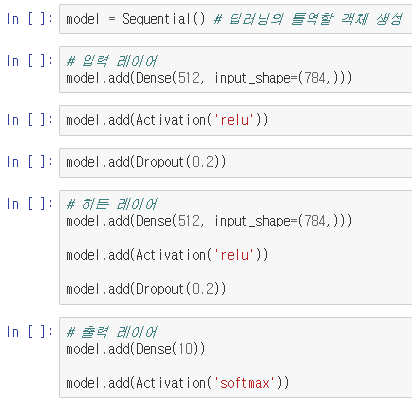 In [ ]: model = Sequential() # 딥러닝의 틀역할 객체 생성
In [ ]: # 입력 레이어
model.add(Dense(512, input_shape=(784,)))
In [ ]: model.add(Activation('relu'))
In [ ]: model.add(Dropout(0.2))
In [ ]: # 히든 레이어
model.add(Dense(512, input_shape=(784,)))
model.add(Activation('relu'))
model.add(Dropout(0.2))
In [ ]: # 출력 레이어
model.add(Dense(10))
model.add(Activation('softmax'))